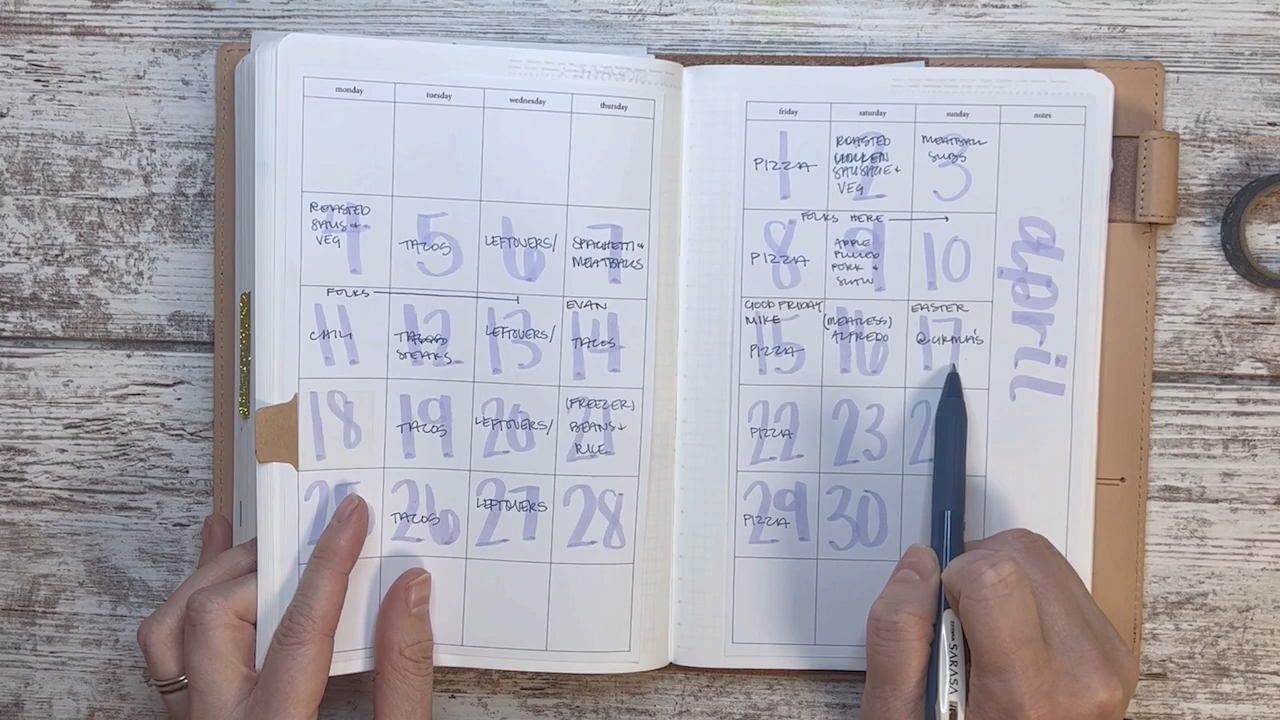 monday tuesday wednesday thursday
friday saturday sunday notes
1
PIZZA
2
ROASTED
CHICKEN
SAUSAGE +
VEG
3
MEATBALL
SUBS
april
4
ROASTED
SAUS +
VEG
5
TACOS
6
LEFTOVERS/
7
SPAGHETTI +
MEATBALLS
FOLKS HERE
8
PIZZA
9
APPLE
PULLED
PORK +
10
FOLKS
11
CHILI
12
TACOS
STEAKS
13
LEFTOVERS/
EVAN
14
TACOS
GOOD FRIDAY
MIKE
15
PIZZA
16
(MEATLESS)
ALFREDO
EASTER
17
18
19
TACOS
20
LEFTOVERS/
21
(FREEZER)
BEANS +
RICE
22
PIZZA
23
25
26
TACOS
27
LEFTOVERS
28
29
PIZZA
30
SARASA